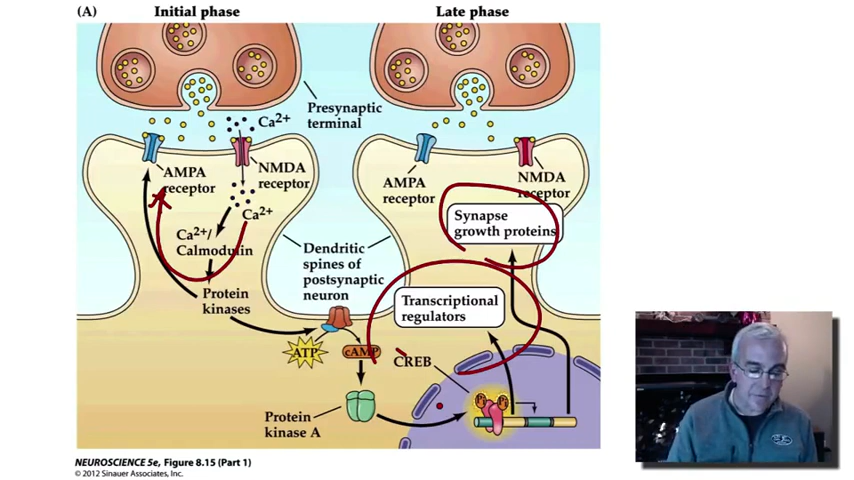 (A)
Initial phase
Late phase
Ca2+
Presynaptic
terminal
AMPA
receptor
NMDA
receptor
Ca2+
Ca2+/
Calmodulin
Protein
kinases
Dendritic
spines of
postsynaptic
neuron
AMPA
receptor
NMDA
receptor
Synapse
growth proteins
Transcriptional
regulators
ATP
cAMP
CREB
Protein
kinase A
NEUROSCIENCE 5e, Figure 8.15 (Part 1)
© 2012 Sinauer Associates, Inc.